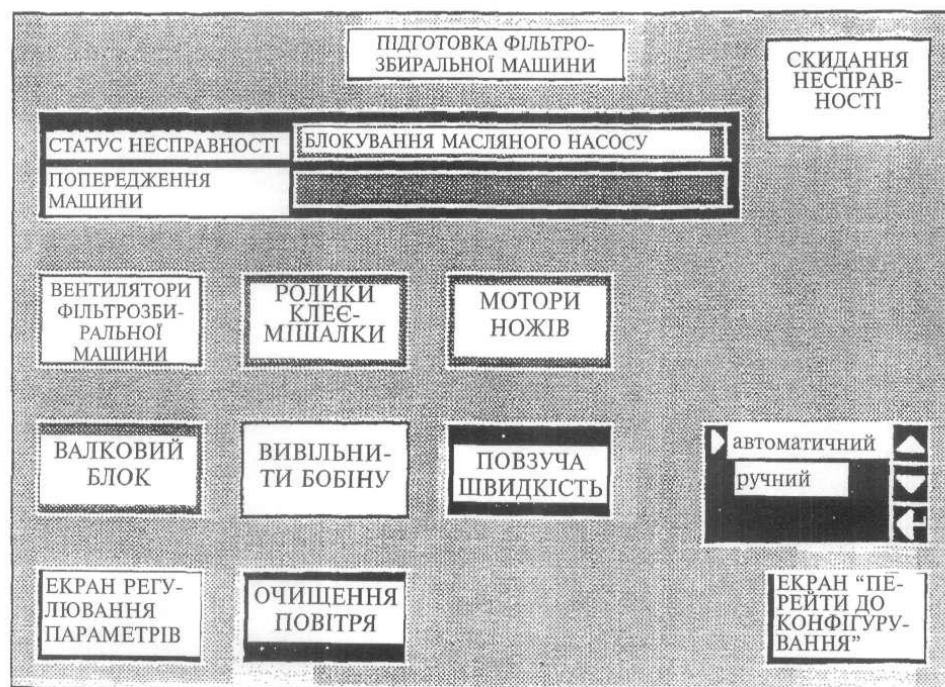 ПІДГОТОВКА ФІЛЬТРО-
ЗБИРАЛЬНОЇ МАШИНИ
СКИДАННЯ
НЕСПРАВ-
НОСТІ
СТАТУС НЕСПРАВНОСТІ
БЛОКУВАННЯ МАСЛЯНОГО НАСОСУ
ПОПЕРЕДЖЕННЯ
МАШИНИ
ВЕНТИЛЯТОРИ
ФІЛЬТРОЗБИ-
РАЛЬНОЇ
МАШИНИ
РОЛИКИ
КЛЕЄ-
МІШАЛКИ
МОТОРИ
НОЖІВ
ВАЛКОВИЙ
БЛОК
ВИВІЛЬНИ-
ТИ БОБІНУ
ПОВЗУЧА
ШВИДКІСТЬ
автоматичний
ручний
ЕКРАН РЕГУ-
ЛЮВАННЯ
ПАРАМЕТРІВ
ОЧИЩЕННЯ
ПОВІТРЯ
ЕКРАН “ПЕ-
РЕЙТИ ДО
КОНФІГУРУ-
ВАННЯ”